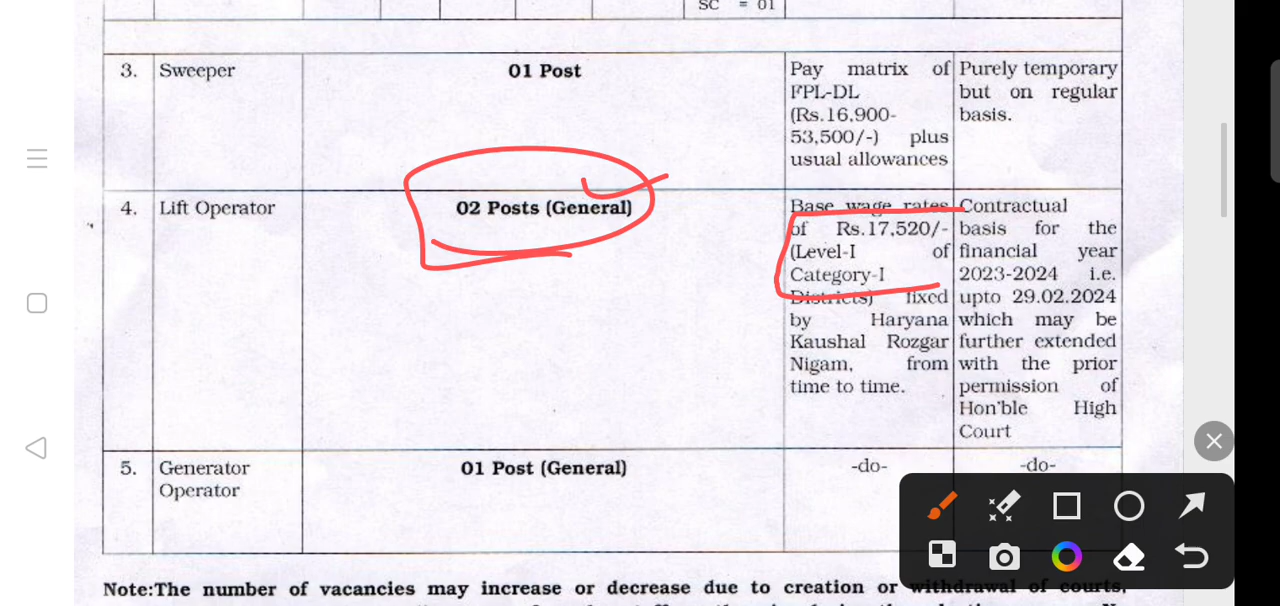 SC = 01
3. Sweeper 01 Post Pay matrix of Purely temporary
FPL-DL but on regular
(Rs.16,900- basis.
53,500/-) plus
usual allowances
4. Lift Operator 02 Posts (General) Base wage rates Contractual
of Rs.17,520/- basis for the
(Level-I of financial year
Category-I 2023-2024 i.e.
Districts) fixed upto 29.02.2024
by Haryana which may be
Kaushal Rozgar further extended
Nigam, from with the prior
time to time. permission of
Hon'ble High
Court
5. Generator 01 Post (General) -do- -do-
Operator
Note:The number of vacancies may increase or decrease due to creation or withdrawal of courts,